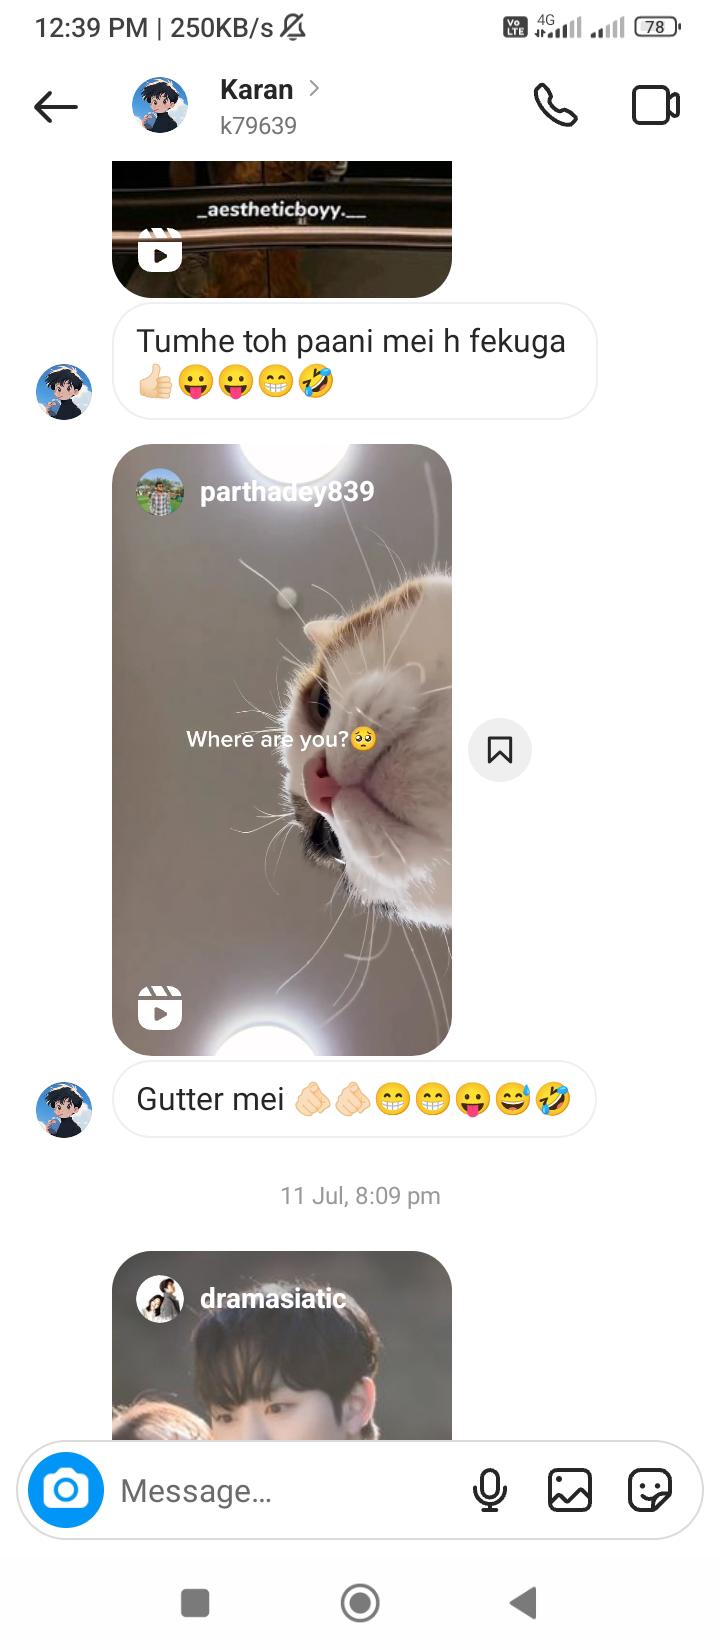 12:39 PM | 250KB/s
Vo LTE 4G 78
Karan
k79639
_aestheticboyy.__
Tumhe toh paani mei h fekuga
👍🏻😛😛😁🤣
parthadey839
Where are you?🥺
Gutter mei 🫵🏻🫵🏻😁😁😛😅🤣
11 Jul, 8:09 pm
dramasiatic
Message...